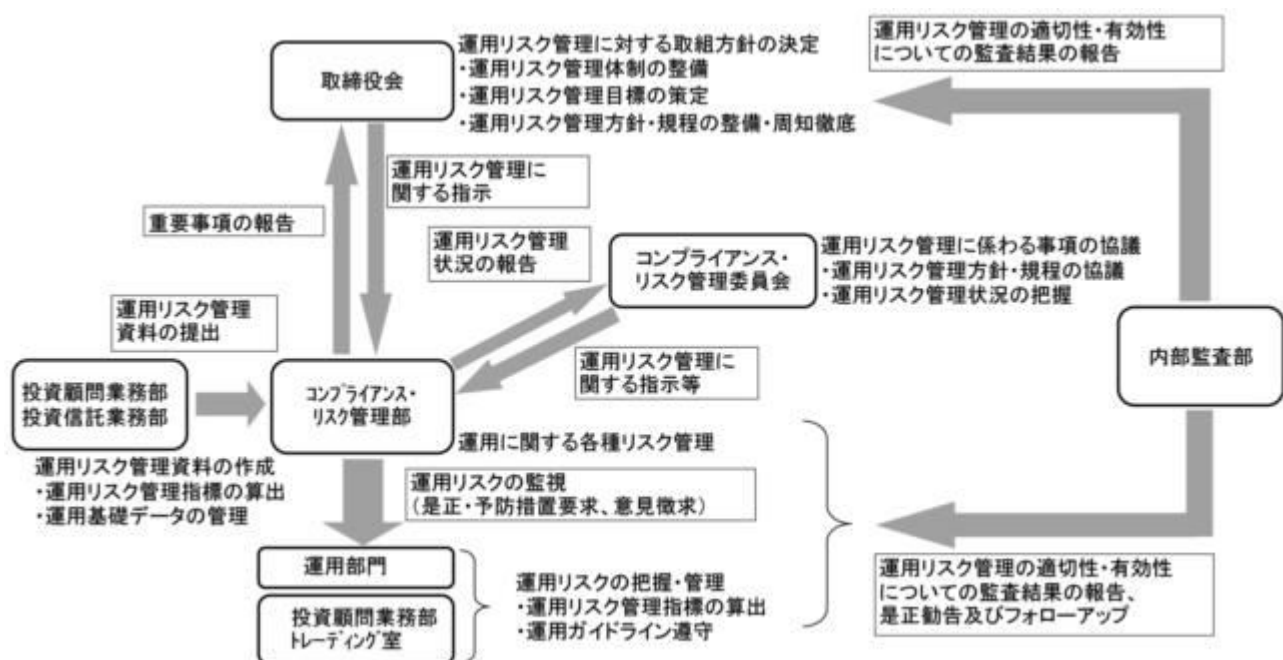 取締役会
運用リスク管理に対する取組方針の決定
・運用リスク管理体制の整備
・運用リスク管理目標の策定
・運用リスク管理方針・規程の整備・周知徹底
運用リスク管理の適切性・有効性
についての監査結果の報告
重要事項の報告
運用リスク管理に
関する指示
運用リスク管理
状況の報告
コンプライアンス・
リスク管理委員会
運用リスク管理に係わる事項の協議
・運用リスク管理方針・規程の協議
・運用リスク管理状況の把握
運用リスク管理
資料の提出
運用リスク管理に
関する指示等
内部監査部
投資顧問業務部
投資信託業務部
コンプライアンス・
リスク管理部
運用に関する各種リスク管理
運用リスク管理資料の作成
・運用リスク管理指標の算出
・運用基礎データの管理
運用リスクの監視
(是正・予防措置要求、意見徴求)
運用部門
投資顧問業務部
トレーディング室
運用リスクの把握・管理
・運用リスク管理指標の算出
・運用ガイドライン遵守
運用リスク管理の適切性・有効性
についての監査結果の報告、
是正勧告及びフォローアップ